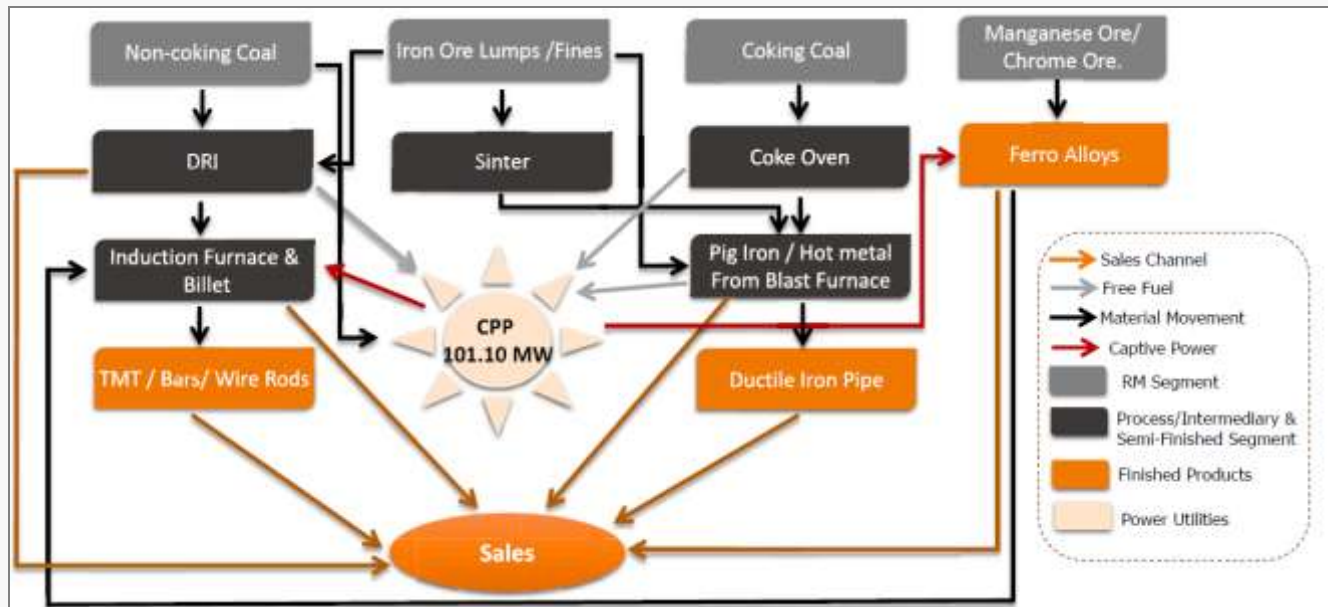 Non-coking Coal
Iron Ore Lumps /Fines
Coking Coal
Manganese Ore/
Chrome Ore.
DRI
Sinter
Coke Oven
Ferro Alloys
Induction Furnace &
Billet
Pig Iron / Hot metal
From Blast Furnace
CPP
101.10 MW
TMT / Bars/ Wire Rods
Ductile Iron Pipe
Sales
Sales Channel
Free Fuel
Material Movement
Captive Power
RM Segment
Process/Intermediary &
Semi-Finished Segment
Finished Products
Power Utilities